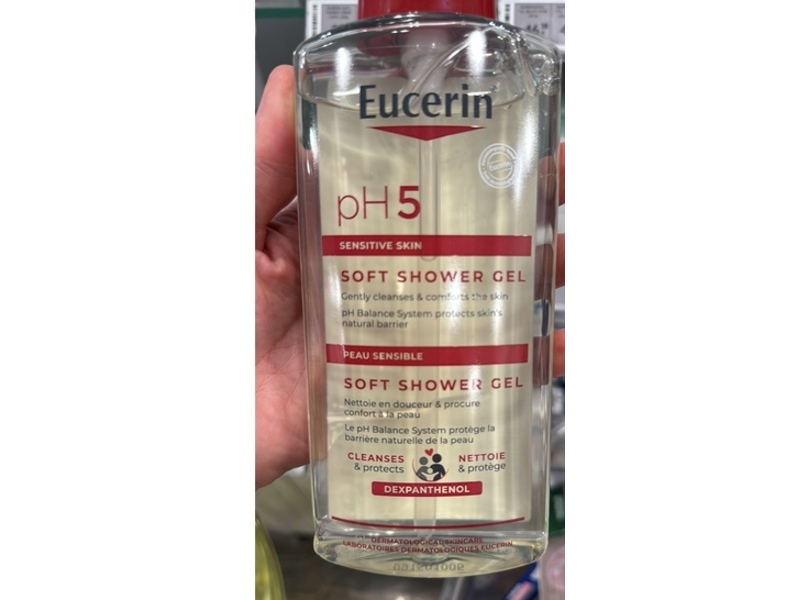 Eucerin
pH5
SENSITIVE SKIN
SOFT SHOWER GEL
Gently cleanses & comforts the skin
pH Balance System protects skin's
natural barrier
PEAU SENSIBLE
SOFT SHOWER GEL
Nettoie en douceur & procure
confort à la peau
Le pH Balance System protège la
barrière naturelle de la peau
CLEANSES
& protects
NETTOIE
& protège
DEXPANTHENOL
DERMATOLOGICAL SKINCARE
LABORATOIRES DERMATOLOGIQUES EUCERIN